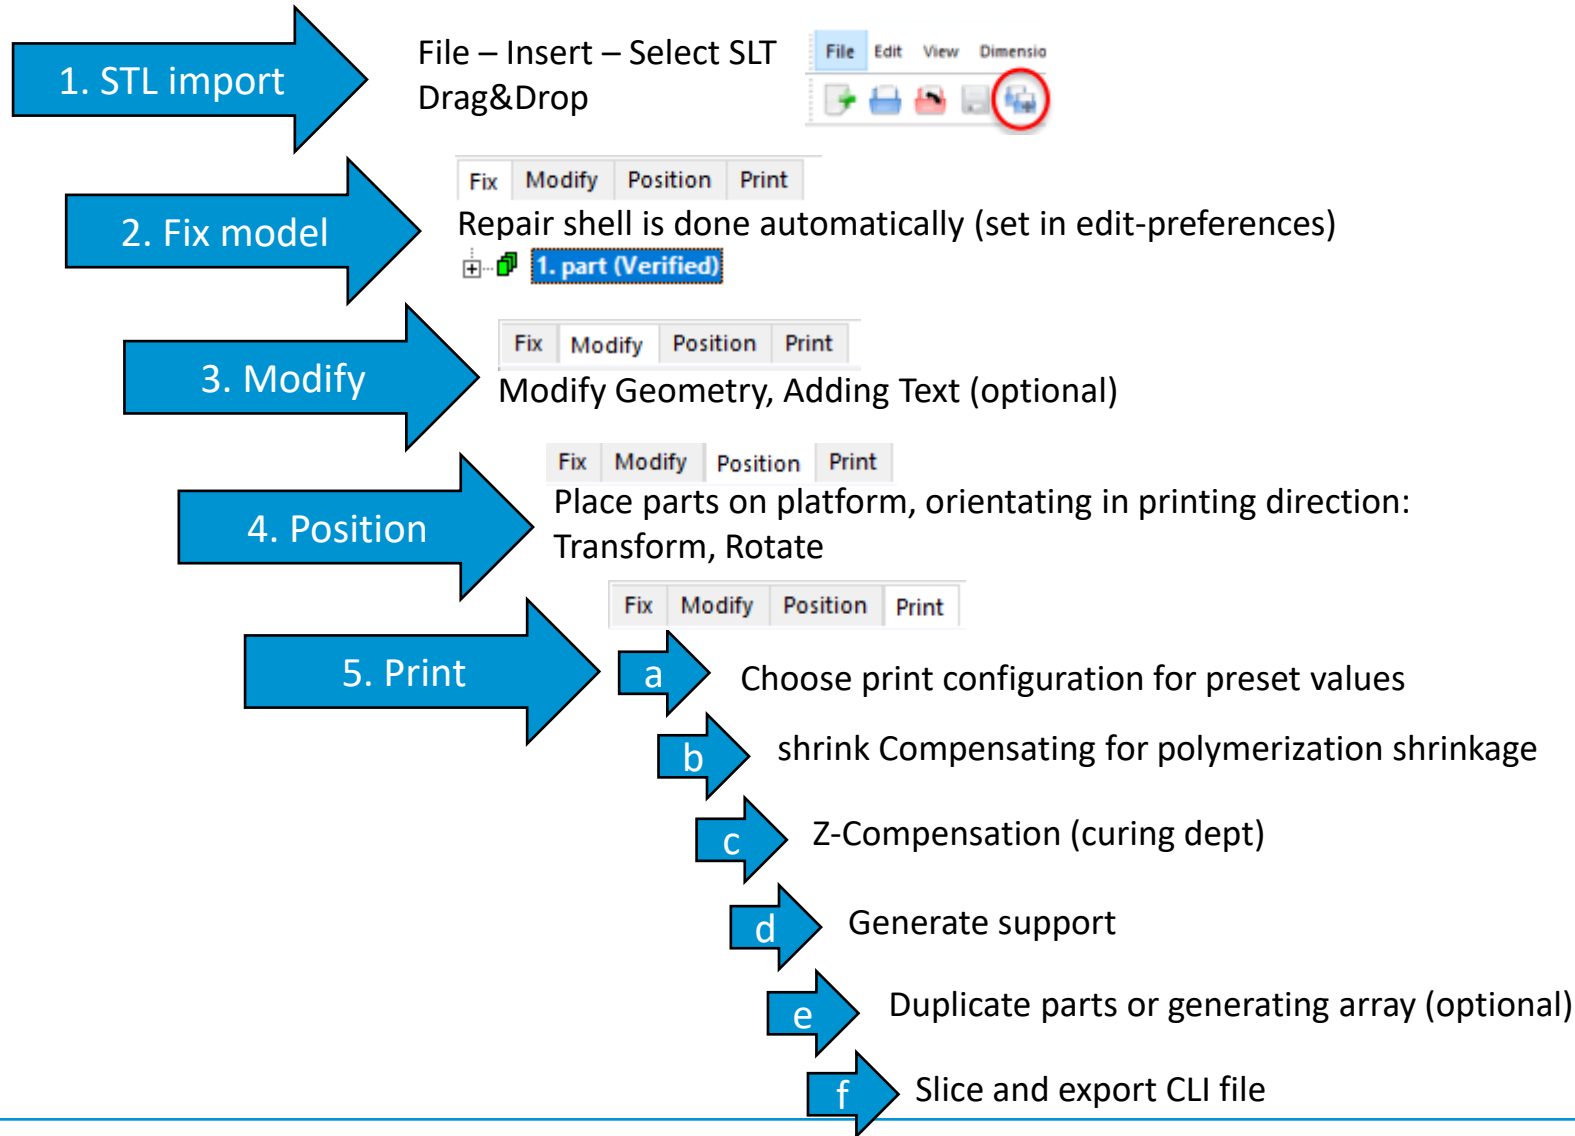 1. STL import
File – Insert – Select SLT
Drag&Drop
File Edit View Dimensio
2. Fix model
Fix Modify Position Print
Repair shell is done automatically (set in edit-preferences)
1. part (Verified)
3. Modify
Fix Modify Position Print
Modify Geometry, Adding Text (optional)
4. Position
Fix Modify Position Print
Place parts on platform, orientating in printing direction:
Transform, Rotate
5. Print
Fix Modify Position Print
a Choose print configuration for preset values
b shrink Compensating for polymerization shrinkage
c Z-Compensation (curing dept)
d Generate support
e Duplicate parts or generating array (optional)
f Slice and export CLI file